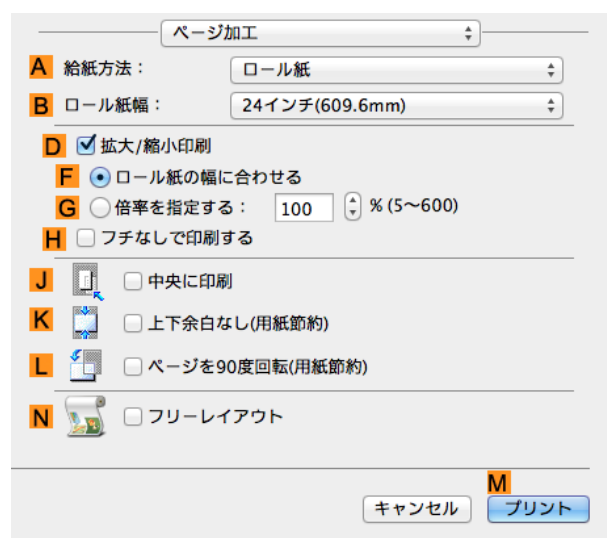 ページ加工
A 給紙方法： ロール紙
B ロール紙幅： 24インチ(609.6mm)
D 拡大/縮小印刷
F ロール紙の幅に合わせる
G 倍率を指定する： 100 % (5〜600)
H フチなしで印刷する
J 中央に印刷
K 上下余白なし(用紙節約)
L ページを90度回転(用紙節約)
N フリーレイアウト
M
キャンセル プリント